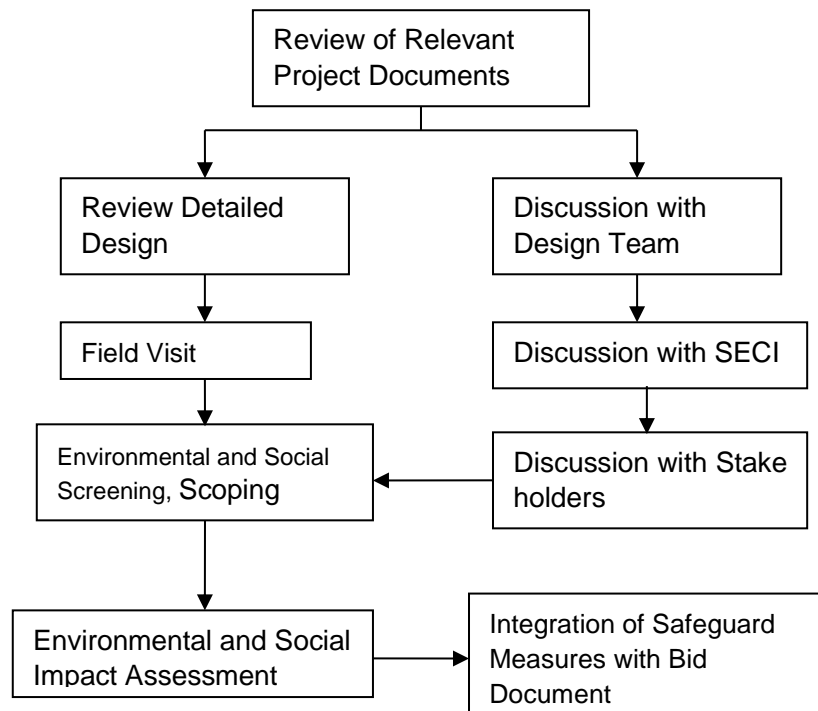 Review of Relevant
Project Documents
Review Detailed
Design
Discussion with
Design Team
Field Visit
Discussion with SECI
Environmental and Social
Screening, Scoping
Discussion with Stake
holders
Environmental and Social
Impact Assessment
Integration of Safeguard
Measures with Bid
Document